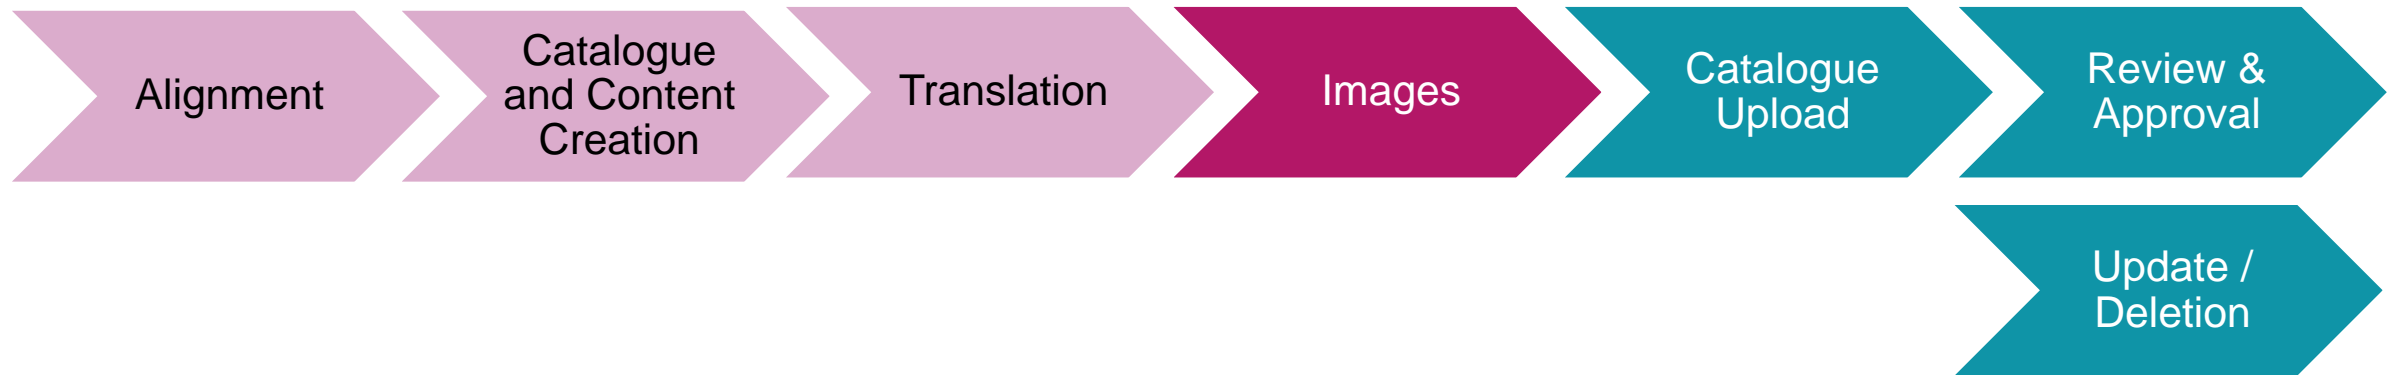 Alignment
Catalogue
and Content
Creation
Translation
Images
Catalogue
Upload
Review &
Approval
Update /
Deletion